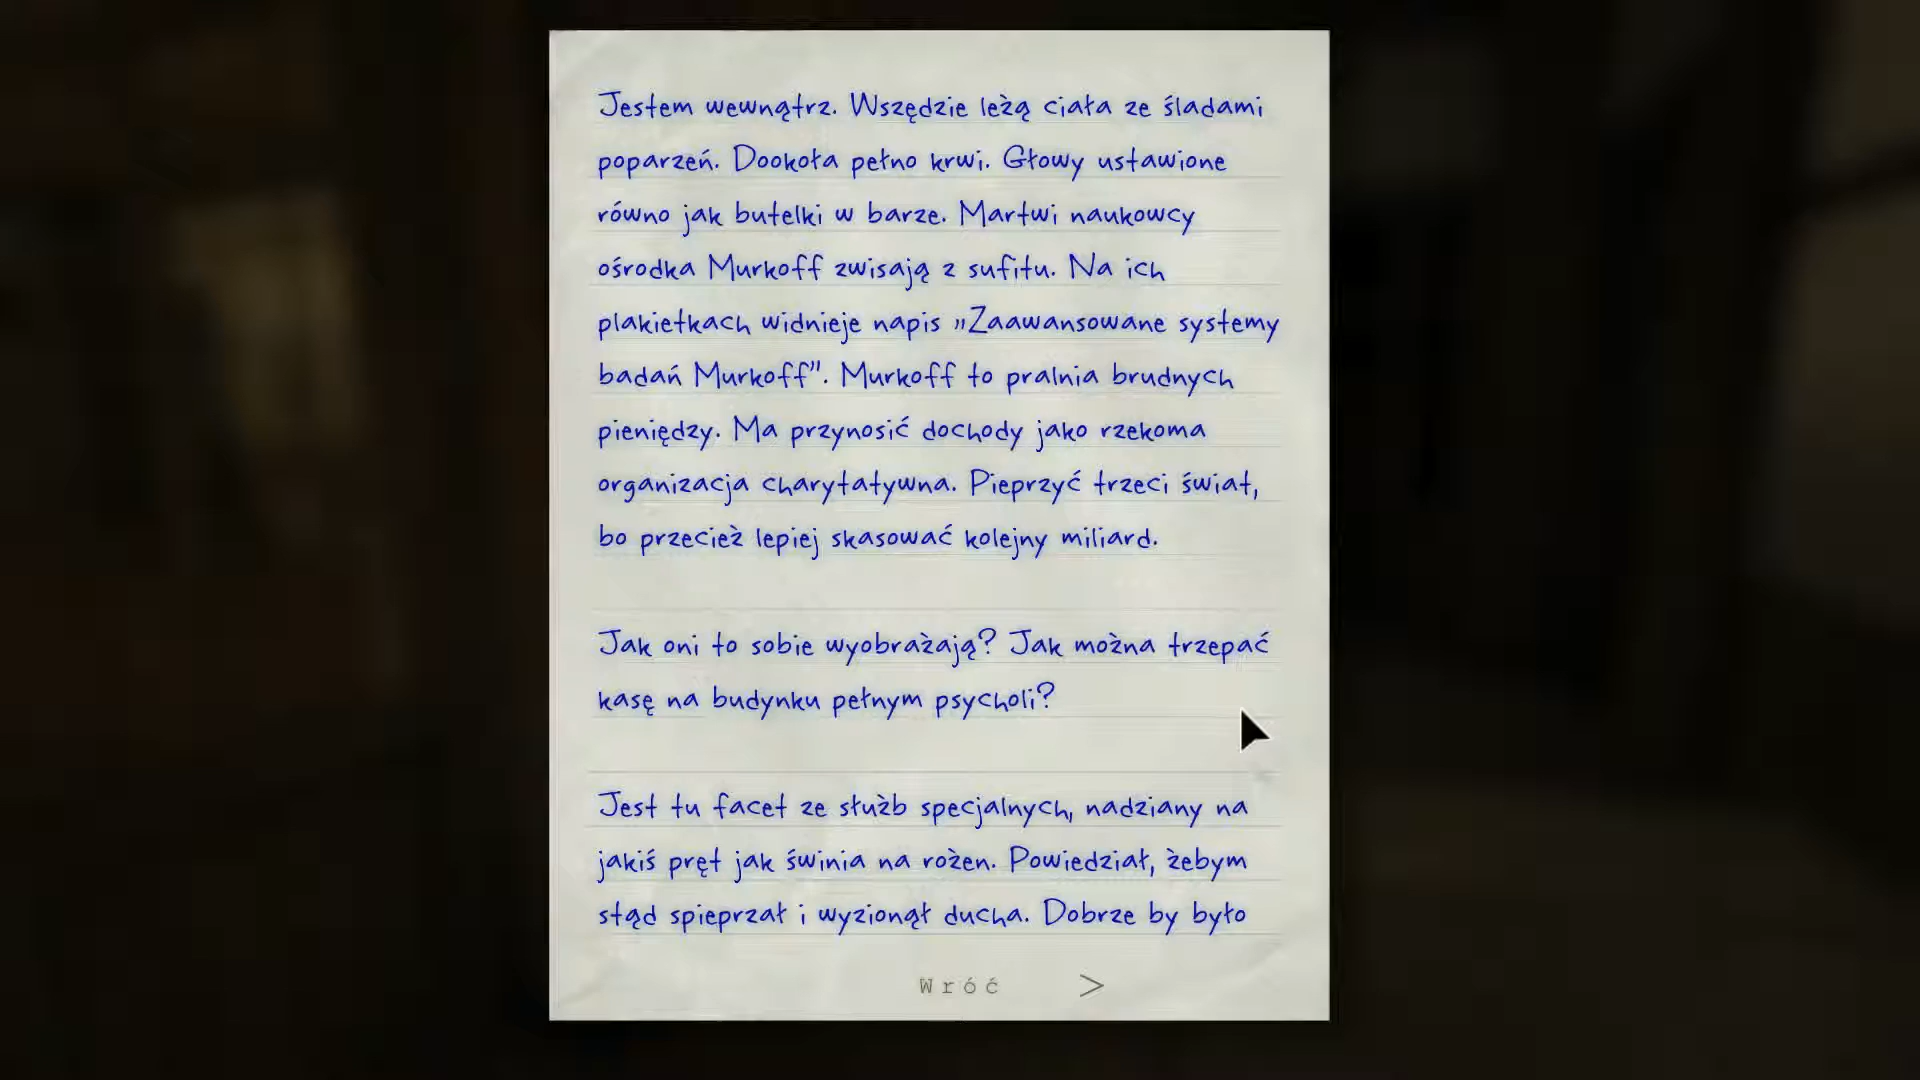 Jestem wewnątrz. Wszędzie leżą ciała ze śladami
poparzeń. Dookoła pełno krwi. Głowy ustawione
równo jak butelki w barze. Martwi naukowcy
ośrodka Murkoff zwisają z sufitu. Na ich
plakietkach widnieje napis „Zaawansowane systemy
badań Murkoff”. Murkoff to pralnia brudnych
pieniędzy. Ma przynosić dochody jako rzekoma
organizacja charytatywna. Pieprzyć trzeci świat,
bo przecież lepiej skasować kolejny miliard.
Jak oni to sobie wyobrażają? Jak można trzepać
kasę na budynku pełnym psycholi?
Jest tu facet ze służb specjalnych, nadziany na
jakiś pręt jak świnia na rożen. Powiedział, żebym
stąd spieprzał i wyzionął ducha. Dobrze by było
Wróć >